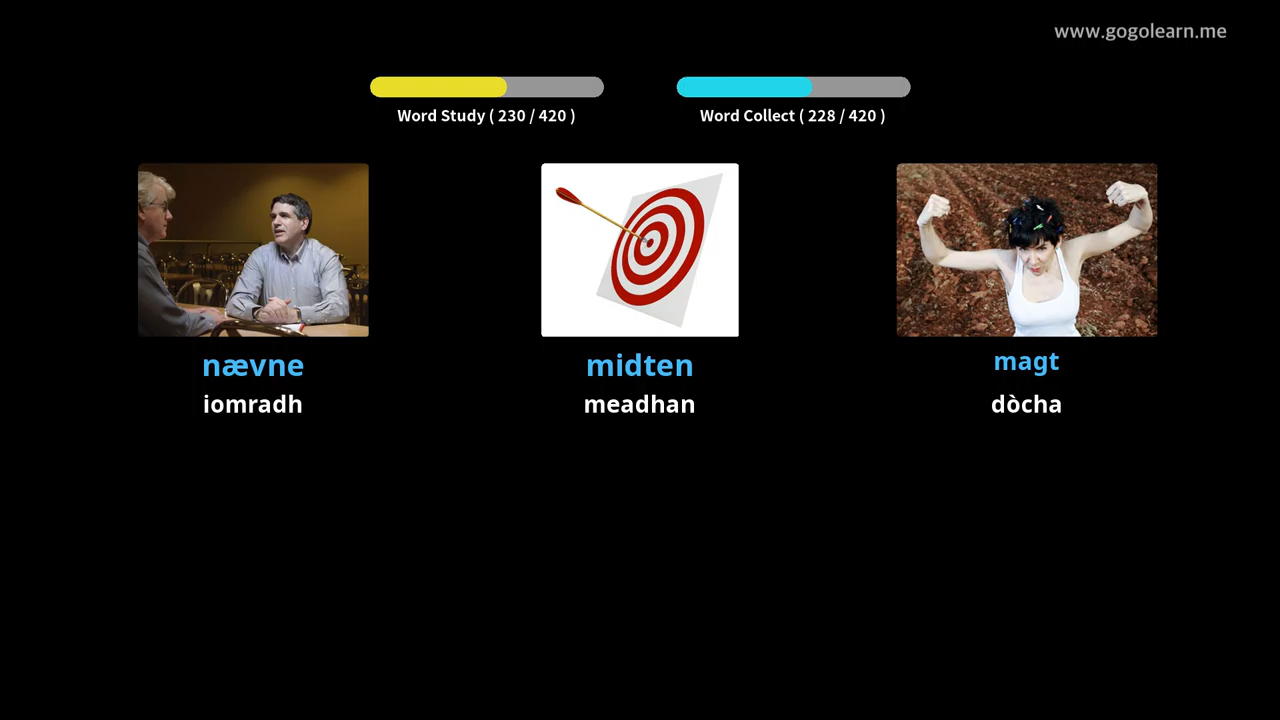 www.gogolearn.me
Word Study ( 230 / 420 )
Word Collect ( 228 / 420 )
nævne
midten
magt
iomradh
meadhan
dòcha